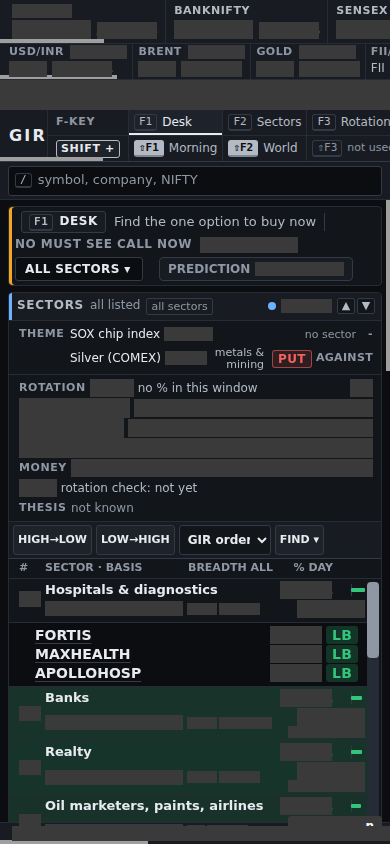 BANKNIFTY SENSEX
USD/INR BRENT GOLD FII/
FII
GIR F-KEY F1 Desk F2 Sectors F3 Rotation
SHIFT + ⇧F1 Morning ⇧F2 World ⇧F3 not used
/ symbol, company, NIFTY
F1 DESK Find the one option to buy now
NO MUST SEE CALL NOW
ALL SECTORS ▾ PREDICTION
SECTORS all listed all sectors ▲ ▼
THEME SOX chip index no sector -
Silver (COMEX) metals & mining PUT AGAINST
ROTATION no % in this window
MONEY
rotation check: not yet
THESIS not known
HIGH→LOW LOW→HIGH GIR order FIND ▾
# SECTOR · BASIS BREADTH ALL % DAY
Hospitals & diagnostics
FORTIS LB
MAXHEALTH LB
APOLLOHOSP LB
Banks
Realty
Oil marketers, paints, airlines